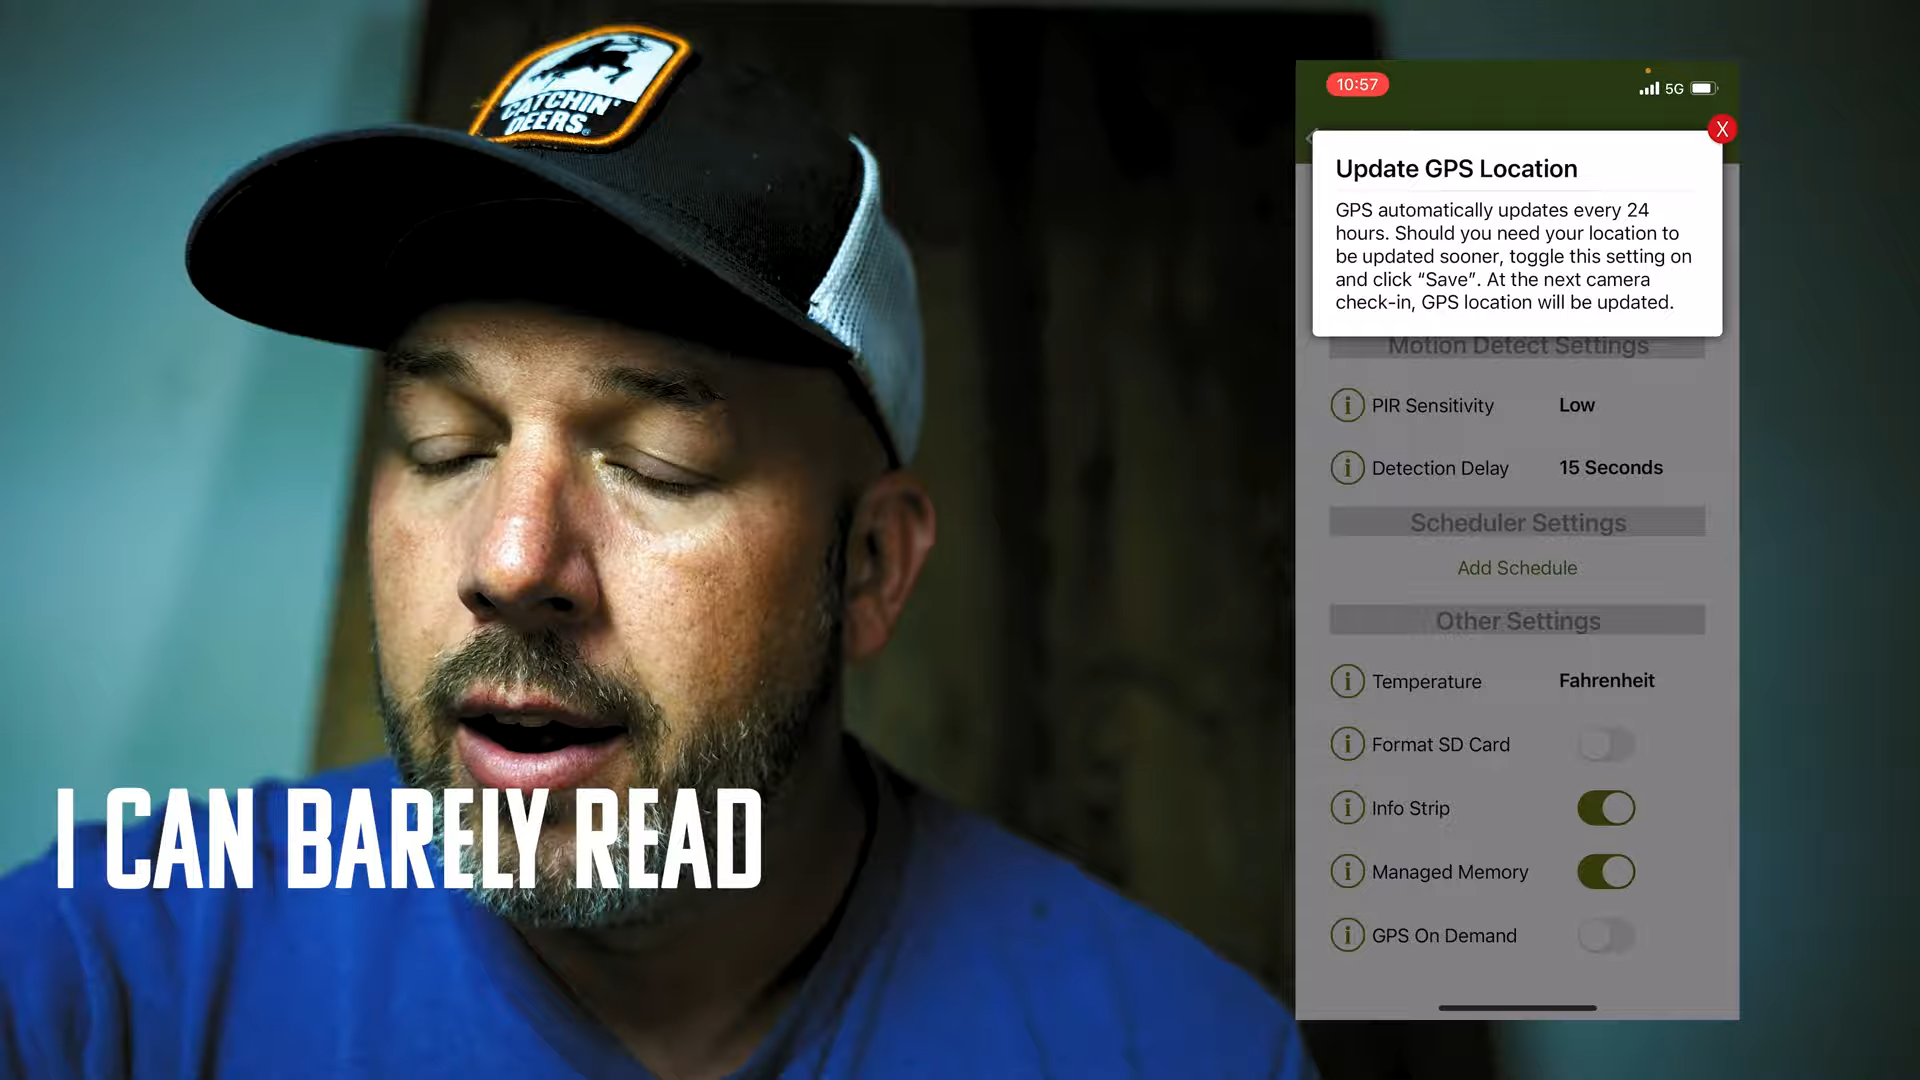 CATCHIN'
DEERS
I CAN BARELY READ
10:57
5G
X
Update GPS Location
GPS automatically updates every 24
hours. Should you need your location to
be updated sooner, toggle this setting on
and click “Save”. At the next camera
check-in, GPS location will be updated.
Motion Detect Settings
i PIR Sensitivity Low
i Detection Delay 15 Seconds
Scheduler Settings
Add Schedule
Other Settings
i Temperature Fahrenheit
i Format SD Card
i Info Strip
i Managed Memory
i GPS On Demand